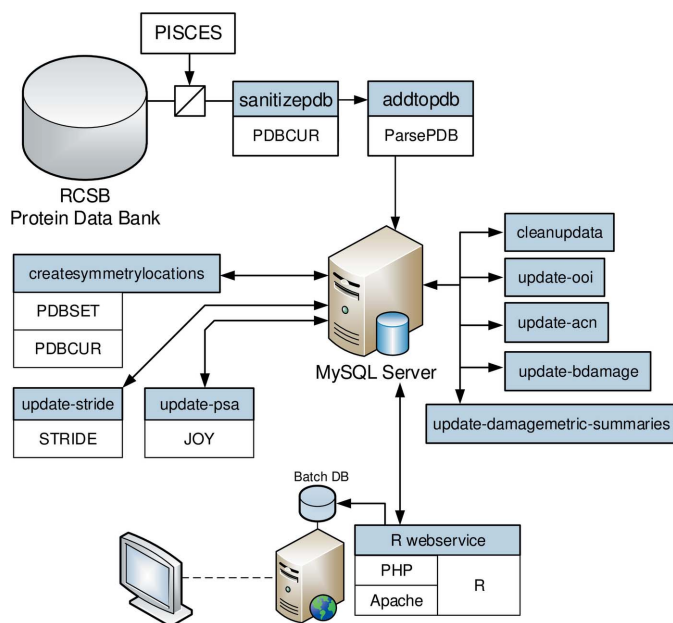 PISCES
sanitizepdb
addtopdb
PDBCUR
ParsePDB
RCSB
Protein Data Bank
cleanupdata
createsymmetrylocations
update-ooi
PDBSET
update-acn
PDBCUR
MySQL Server
update-bdamage
update-stride
update-psa
update-damagemetric-summaries
STRIDE
JOY
Batch DB
R webservice
PHP
R
Apache